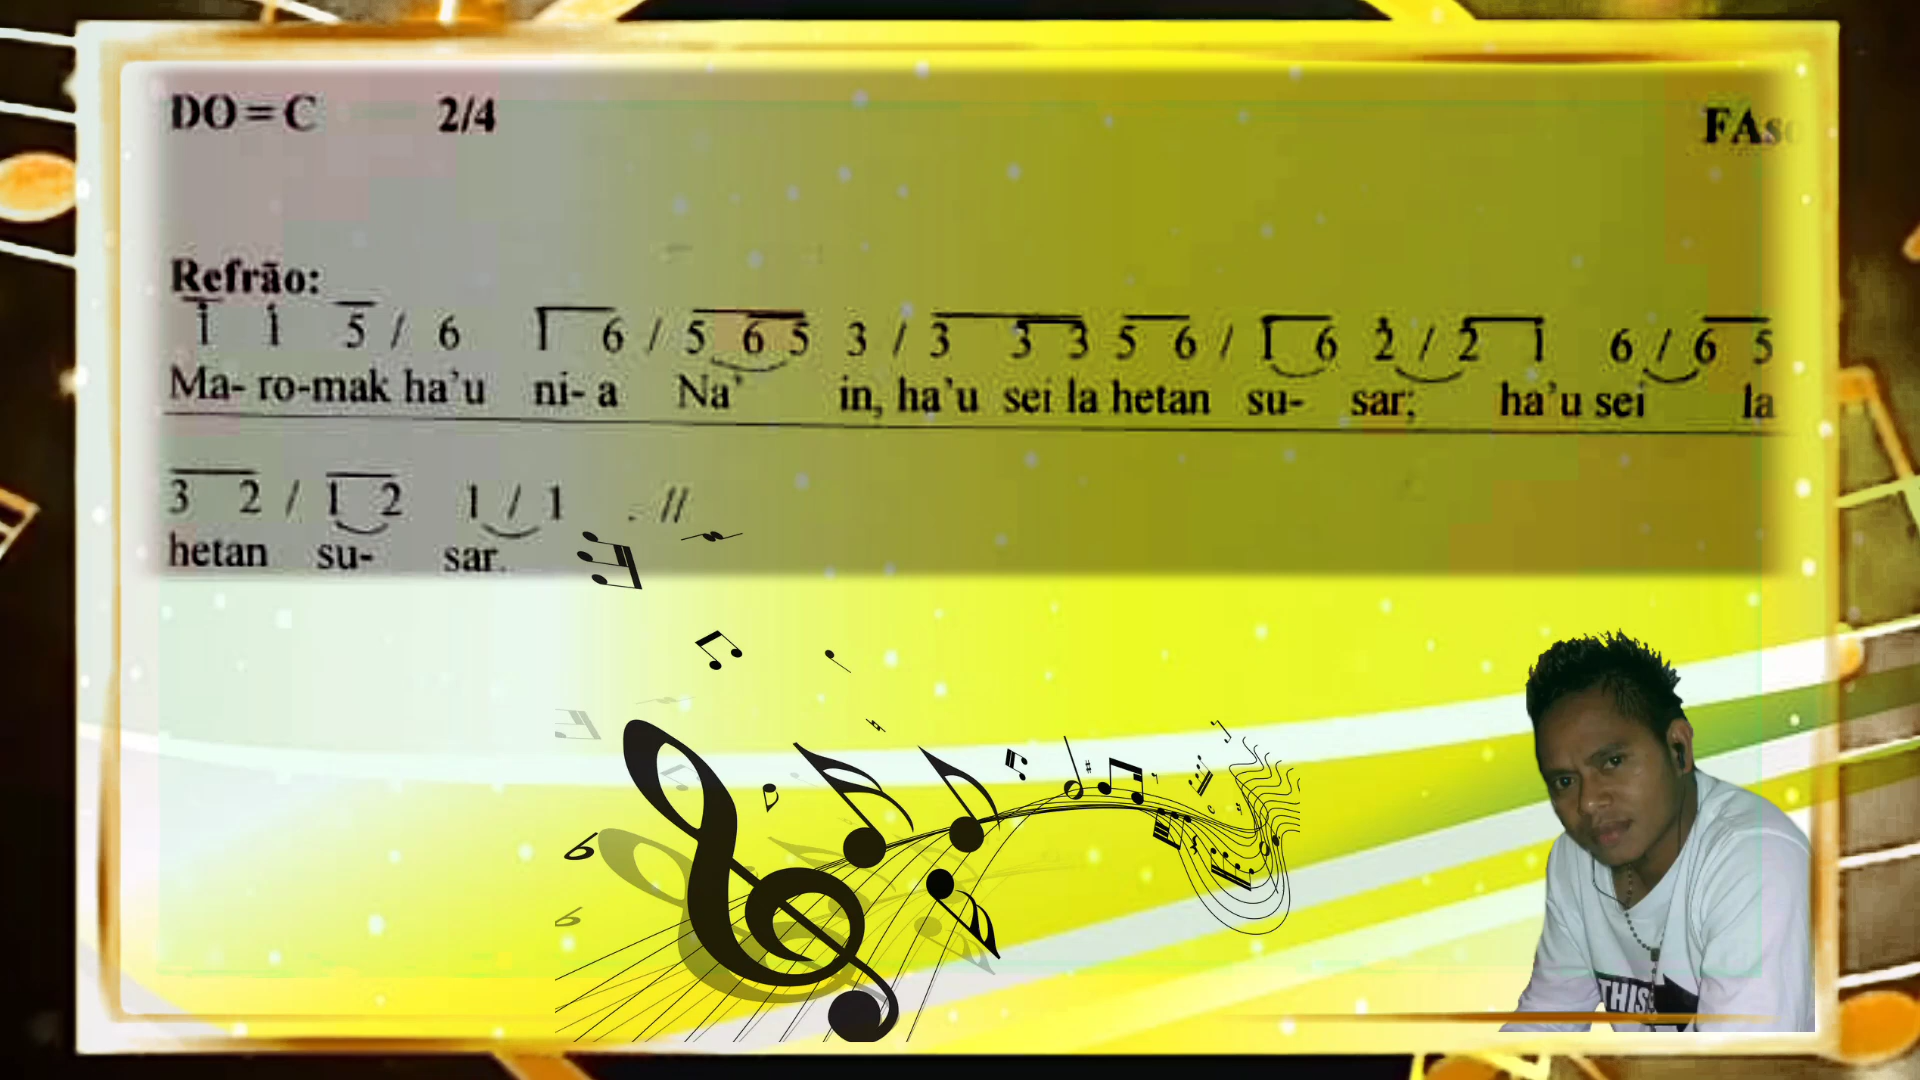 DO = C 2/4 FAso
Refrão:
1̇ 1̇ 5 / 6 1 6 / 5 6 5 3 / 3 3 3 5 6 / 1 6 2̇ / 2̇ 1̇ 6 / 6 5
Ma- ro-mak ha'u ni- a Na' in, ha'u sei la hetan su- sar; ha'u sei la
3 2 / 1 2 1 / 1 . //
hetan su- sar.
THIS